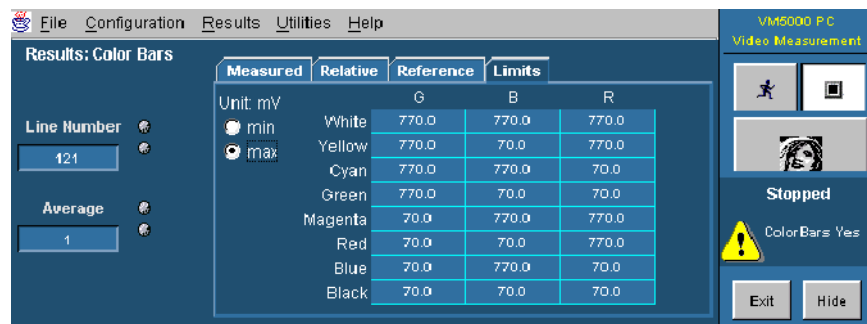 File Configuration Results Utilities Help
VM5000 PC
Video Measurement
Results: Color Bars
Measured Relative Reference Limits
Unit: mV G B R
min
max
White 770.0 770.0 770.0
Yellow 770.0 70.0 770.0
Cyan 770.0 770.0 70.0
Green 770.0 70.0 70.0
Magenta 70.0 770.0 770.0
Red 70.0 70.0 770.0
Blue 70.0 770.0 70.0
Black 70.0 70.0 70.0
Line Number
121
Average
1
Stopped
ColorBars Yes
Exit Hide